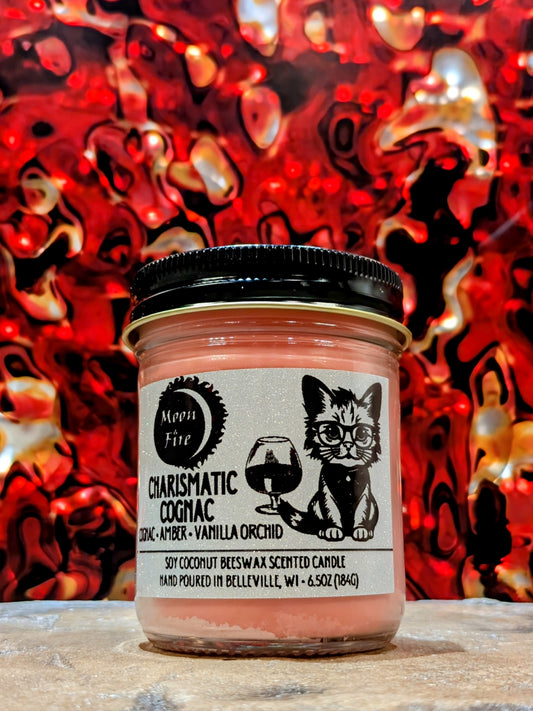 Moon
Fire
CHARISMATIC
COGNAC
COGNAC • AMBER • VANILLA ORCHID
SOY COCONUT BEESWAX SCENTED CANDLE
HAND POURED IN BELLEVILLE, WI • 6.5OZ (184G)